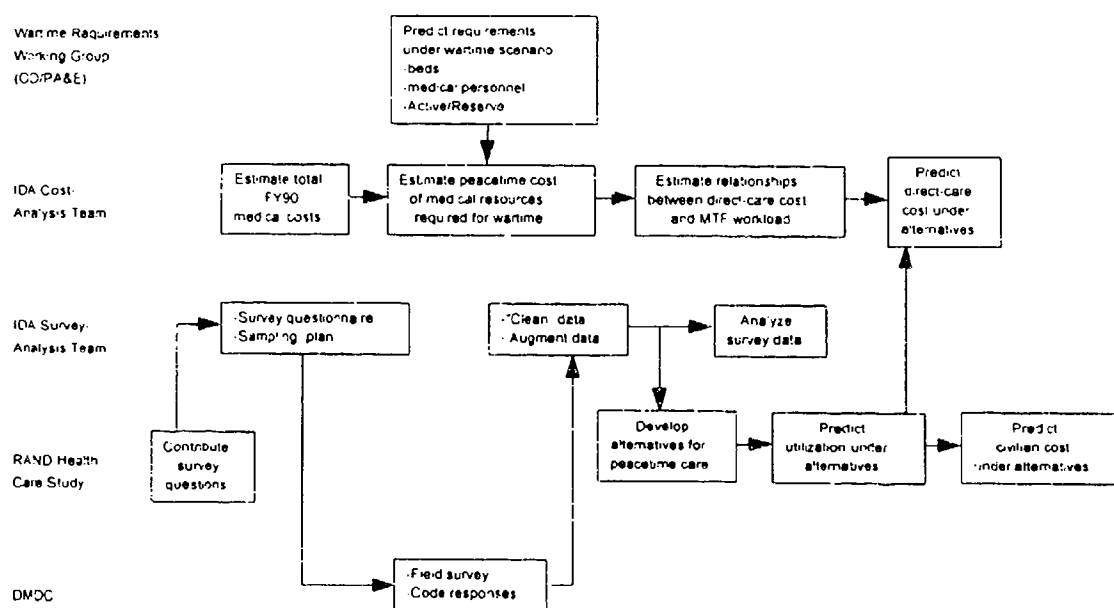 Wartime Requirements
Working Group
(OD/PA&E)
Predict requirements
under wartime scenario
-beds
-medical personnel
-Active/Reserve
IDA Cost-
Analysis Team
Estimate total
FY90
medical costs
Estimate peacetime cost
of medical resources
required for wartime
Estimate relationships
between direct-care cost
and MTF workload
Predict
direct-care
cost under
alternatives
IDA Survey-
Analysis Team
-Survey questionnaire
-Sampling plan
-"Clean data
- Augment data
Analyze
survey data
RAND Health
Care Study
Contribute
survey
questions
Develop
alternatives for
peacetime care
Predict
utilization under
alternatives
Predict
civilian cost
under alternatives
DMDC
-Field survey
-Code responses